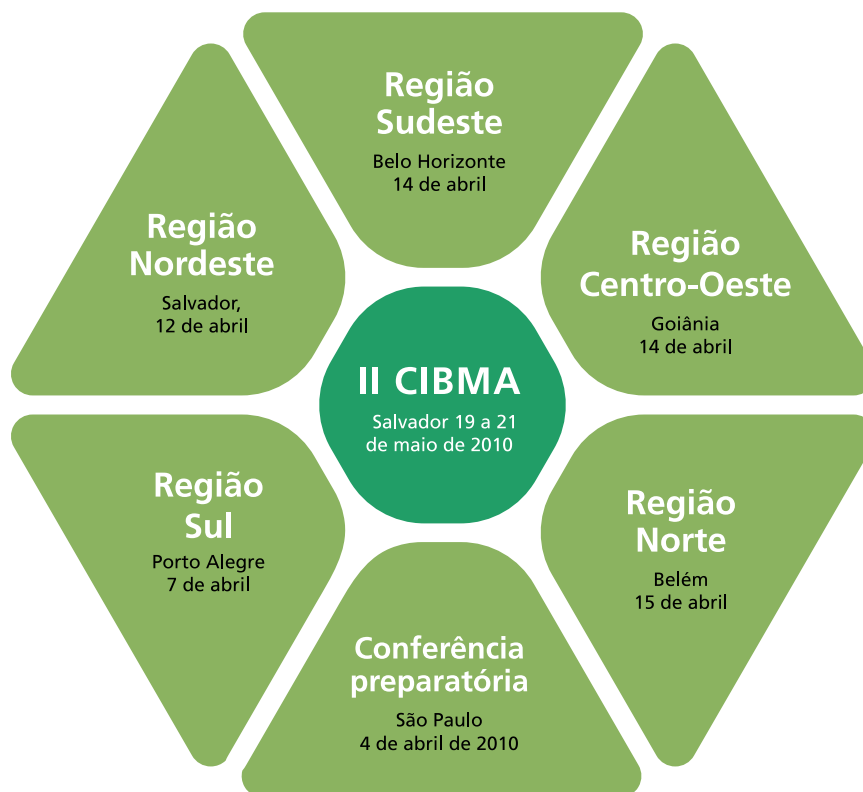 Região
Sudeste
Belo Horizonte
14 de abril
Região
Nordeste
Salvador,
12 de abril
Região
Centro-Oeste
Goiânia
14 de abril
II CIBMA
Salvador 19 a 21
de maio de 2010
Região
Sul
Porto Alegre
7 de abril
Região
Norte
Belém
15 de abril
Conferência
preparatória
São Paulo
4 de abril de 2010